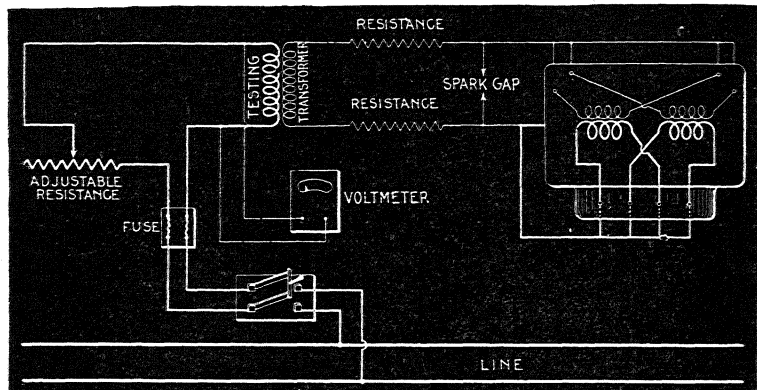 RESISTANCE
TESTING
TRANSFORMER
SPARK GAP
RESISTANCE
ADJUSTABLE
RESISTANCE
VOLTMETER
FUSE
LINE